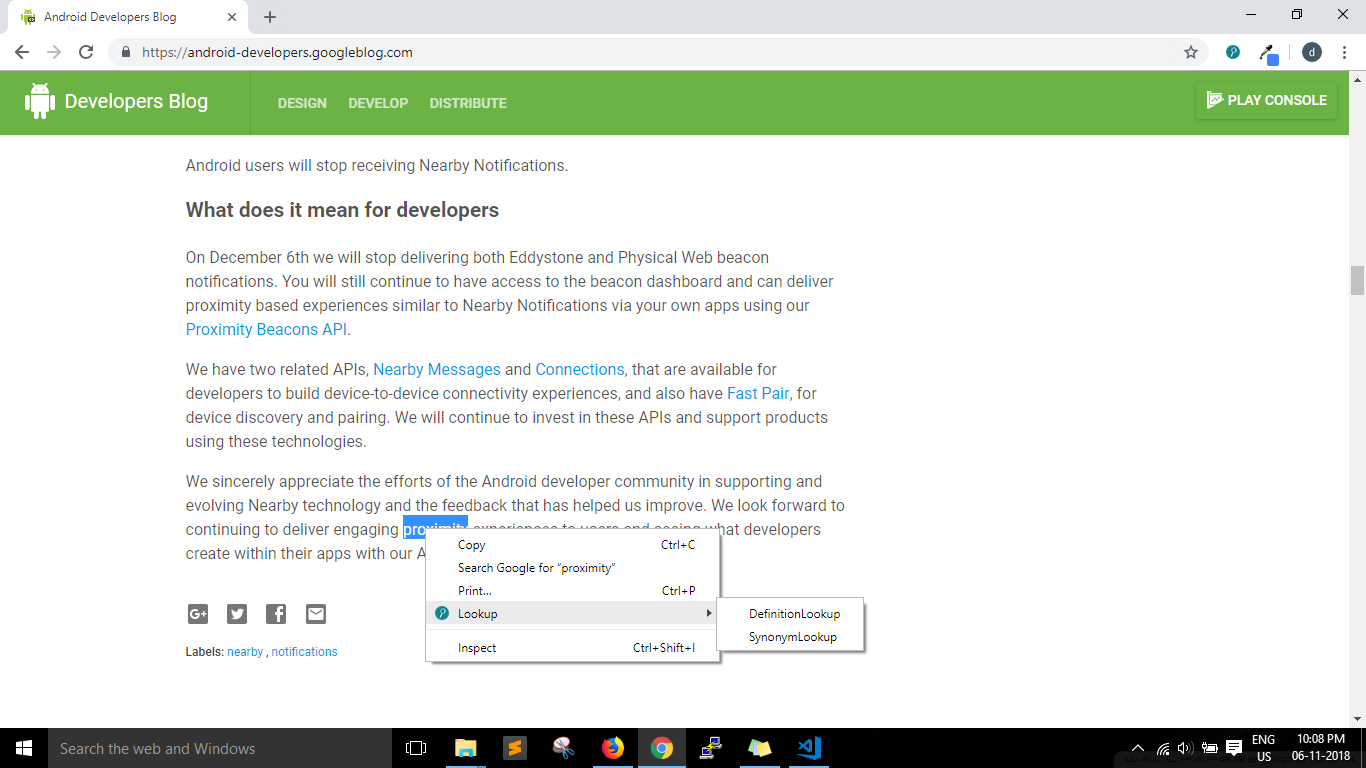 Android Developers Blog
https://android-developers.googleblog.com
d
Developers Blog
DESIGN DEVELOP DISTRIBUTE
PLAY CONSOLE
Android users will stop receiving Nearby Notifications.
What does it mean for developers
On December 6th we will stop delivering both Eddystone and Physical Web beacon
notifications. You will still continue to have access to the beacon dashboard and can deliver
proximity based experiences similar to Nearby Notifications via your own apps using our
Proximity Beacons API.
We have two related APIs, Nearby Messages and Connections, that are available for
developers to build device-to-device connectivity experiences, and also have Fast Pair, for
device discovery and pairing. We will continue to invest in these APIs and support products
using these technologies.
We sincerely appreciate the efforts of the Android developer community in supporting and
evolving Nearby technology and the feedback that has helped us improve. We look forward to
continuing to deliver engaging proximity experiences to users and seeing what developers
create within their apps with our A
Copy Ctrl+C
Search Google for “proximity”
Print... Ctrl+P
Lookup
DefinitionLookup
SynonymLookup
Inspect Ctrl+Shift+I
G+
Labels: nearby , notifications
Search the web and Windows
ENG
US
10:08 PM
06-11-2018